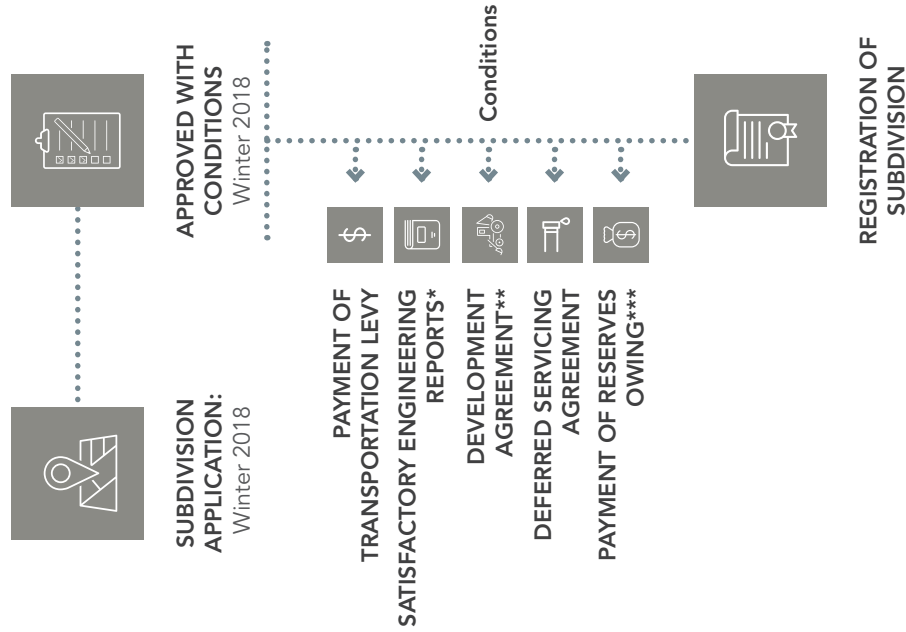 SUBDIVISION
APPLICATION:
Winter 2018
APPROVED WITH
CONDITIONS
Winter 2018
Conditions
PAYMENT OF
TRANSPORTATION LEVY
$
SATISFACTORY ENGINEERING
REPORTS*
DEVELOPMENT
AGREEMENT**
DEFERRED SERVICING
AGREEMENT
PAYMENT OF RESERVES
OWING***
$
REGISTRATION OF
SUBDIVISION